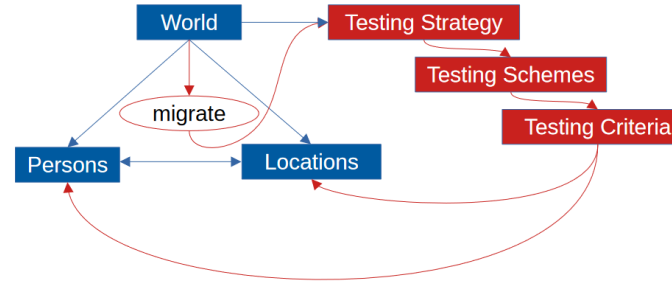 World
Testing Strategy
Testing Schemes
migrate
Testing Criteria
Persons
Locations